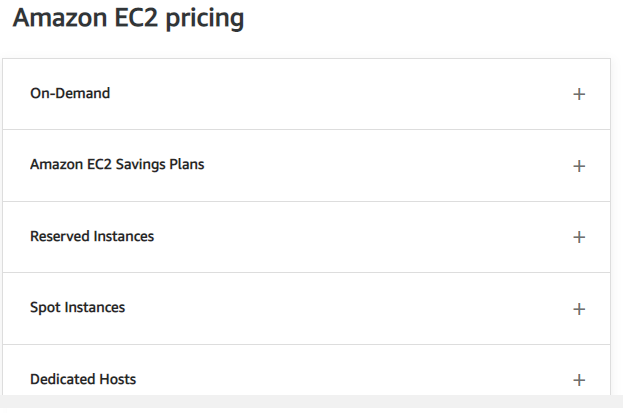 Amazon EC2 pricing
On-Demand
Amazon EC2 Savings Plans
Reserved Instances
Spot Instances
Dedicated Hosts